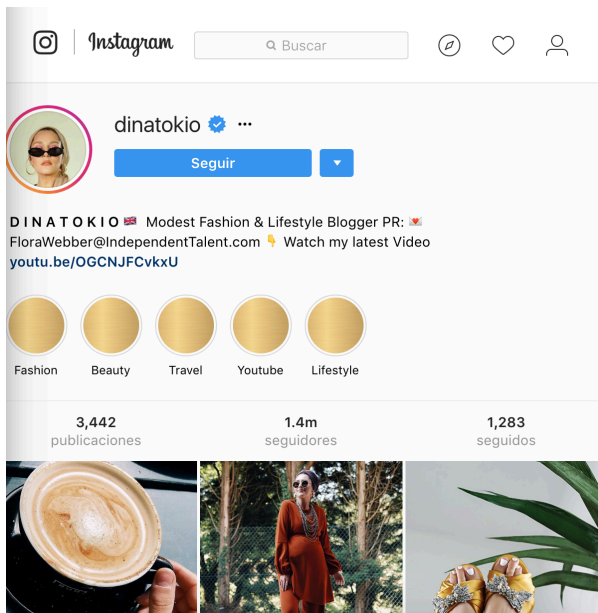 Instagram
Buscar
dinatokio
Seguir
D I N A T O K I O 🇬🇧 Modest Fashion & Lifestyle Blogger PR: 💌
FloraWebber@IndependentTalent.com 👇 Watch my latest Video
youtu.be/OGCNJFCvkxU
Fashion Beauty Travel Youtube Lifestyle
3,442 1.4m 1,283
publicaciones seguidores seguidos